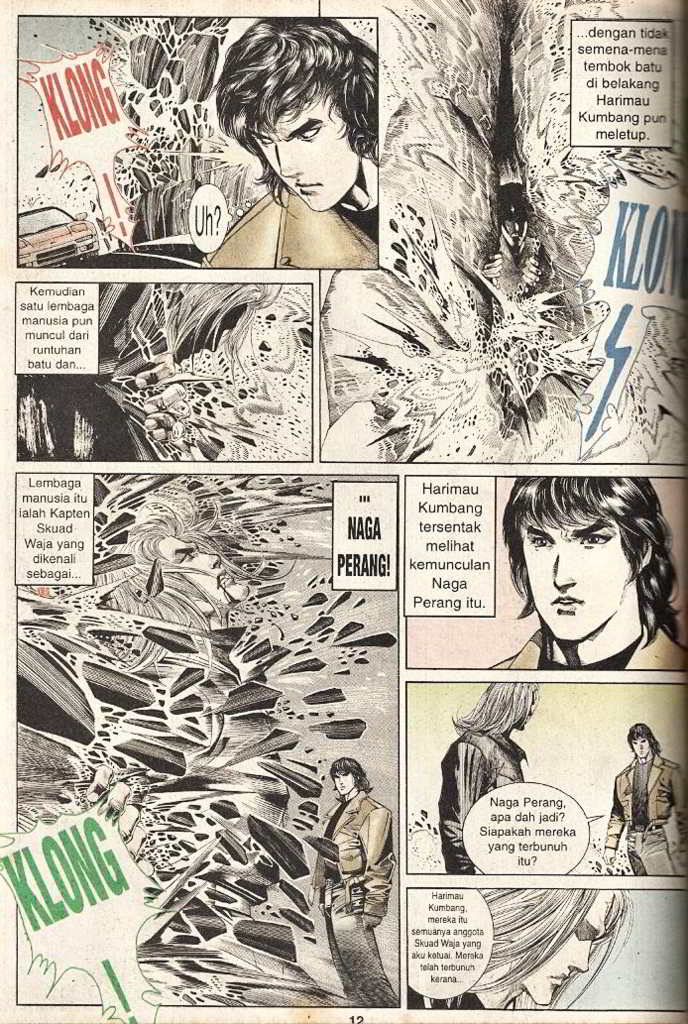 KLONG
!
Uh?
...dengan tidak
semena-mena
tembok batu
di belakang
Harimau
Kumbang pun
meletup.
KLON
Kemudian
satu lembaga
manusia pun
muncul dari
runtuhan
batu dan...
Lembaga
manusia itu
ialah Kapten
Skuad
Waja yang
dikenali
sebagai...
"'
NAGA
PERANG!
KLONG
!
Harimau
Kumbang
tersentak
melihat
kemunculan
Naga
Perang itu.
Naga Perang,
apa dah jadi?
Siapakah mereka
yang terbunuh
itu?
Harimau
Kumbang,
mereka itu
semuanya anggota
Skuad Waja yang
aku ketuai. Mereka
telah terbunuh
kerana...
12